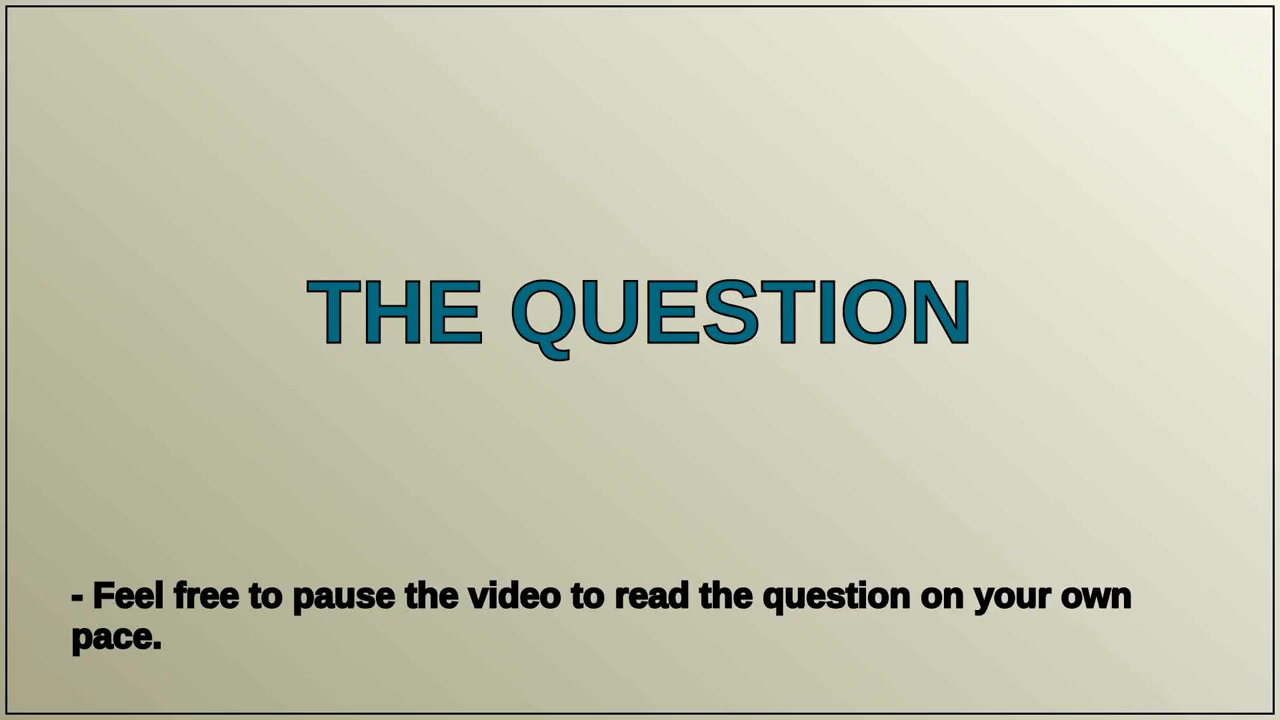 THE QUESTION
- Feel free to pause the video to read the question on your own
pace.